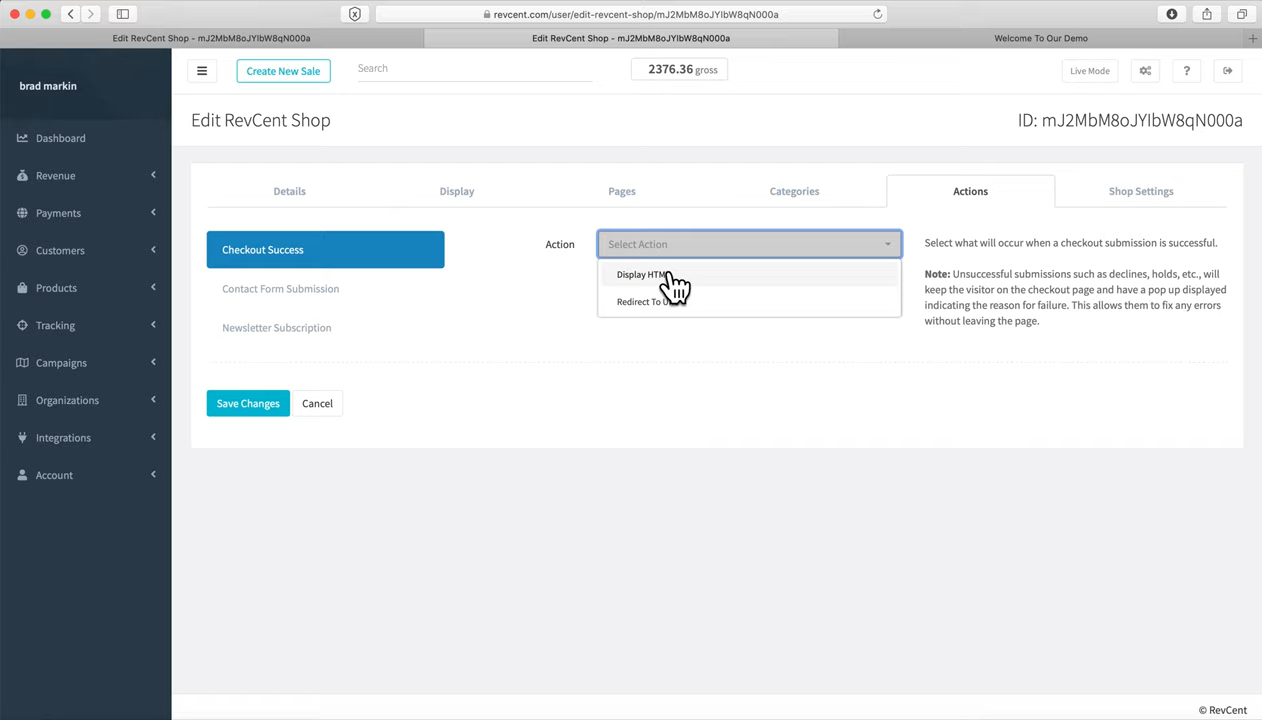 revcent.com/user/edit-revcent-shop/mJ2MbM8oJYIbW8qN000a
Edit RevCent Shop - mJ2MbM8oJYIbW8qN000a
Edit RevCent Shop - mJ2MbM8oJYIbW8qN000a
Welcome To Our Demo
brad markin
Create New Sale
Search
2376.36 gross
Live Mode
?
Edit RevCent Shop
ID: mJ2MbM8oJYIbW8qN000a
Dashboard
Revenue
Payments
Customers
Products
Tracking
Campaigns
Organizations
Integrations
Account
Details
Display
Pages
Categories
Actions
Shop Settings
Checkout Success
Contact Form Submission
Newsletter Subscription
Action
Select Action
Display HTML
Redirect To
Select what will occur when a checkout submission is successful.
Note: Unsuccessful submissions such as declines, holds, etc., will
keep the visitor on the checkout page and have a pop up displayed
indicating the reason for failure. This allows them to fix any errors
without leaving the page.
Save Changes
Cancel
© RevCent